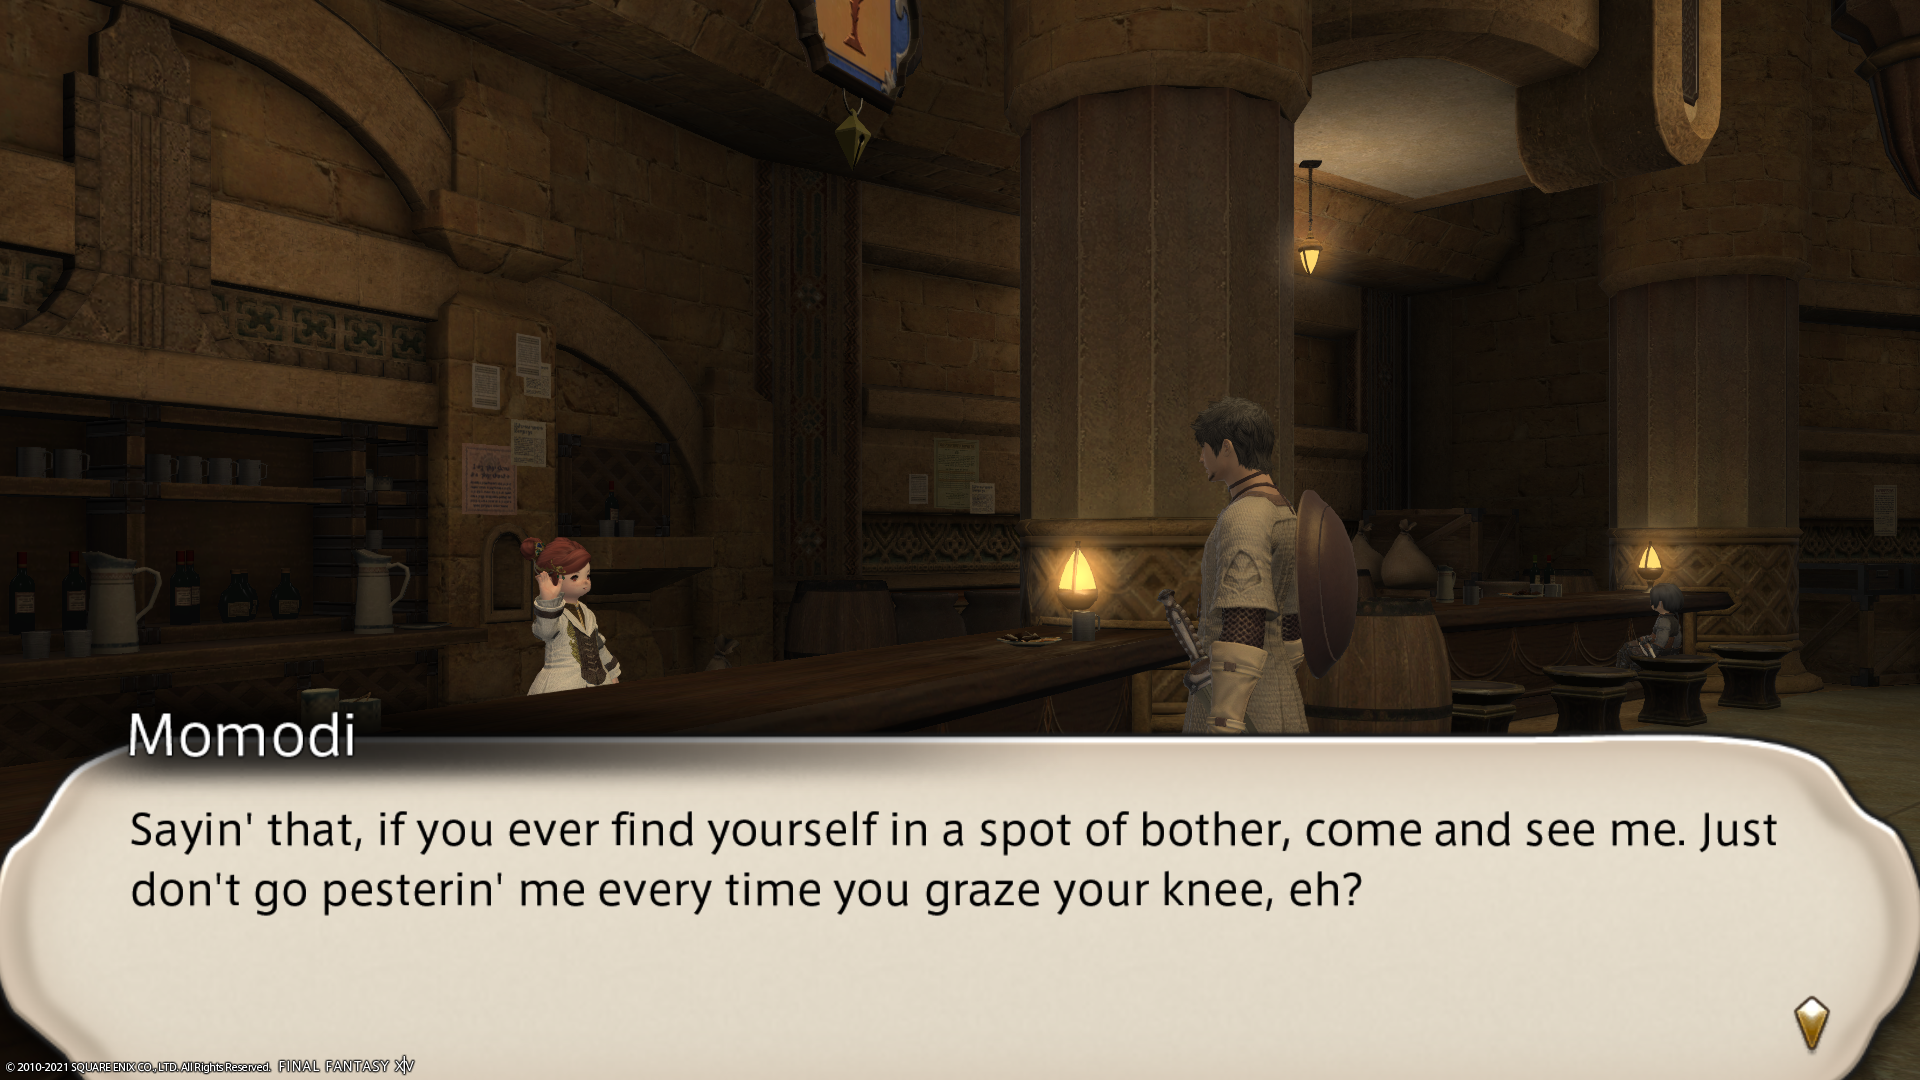 Momodi
Sayin' that, if you ever find yourself in a spot of bother, come and see me. Just
don't go pesterin' me every time you graze your knee, eh?
© 2010-2021 SQUARE ENIX CO., LTD. All Rights Reserved. FINAL FANTASY XIV